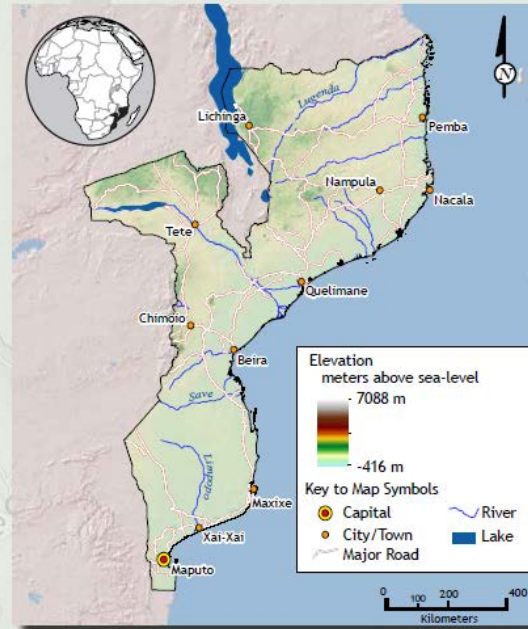 N
Lugenda
Lichinga
Pemba
Nampula
Nacala
Tete
Quelimane
Chimoio
Beira
Save
Limpopo
Maxixe
Xai-Xai
Maputo
Elevation
meters above sea-level
7088 m
-416 m
Key to Map Symbols
Capital
River
City/Town
Lake
Major Road
0 100 200 400
Kilometers